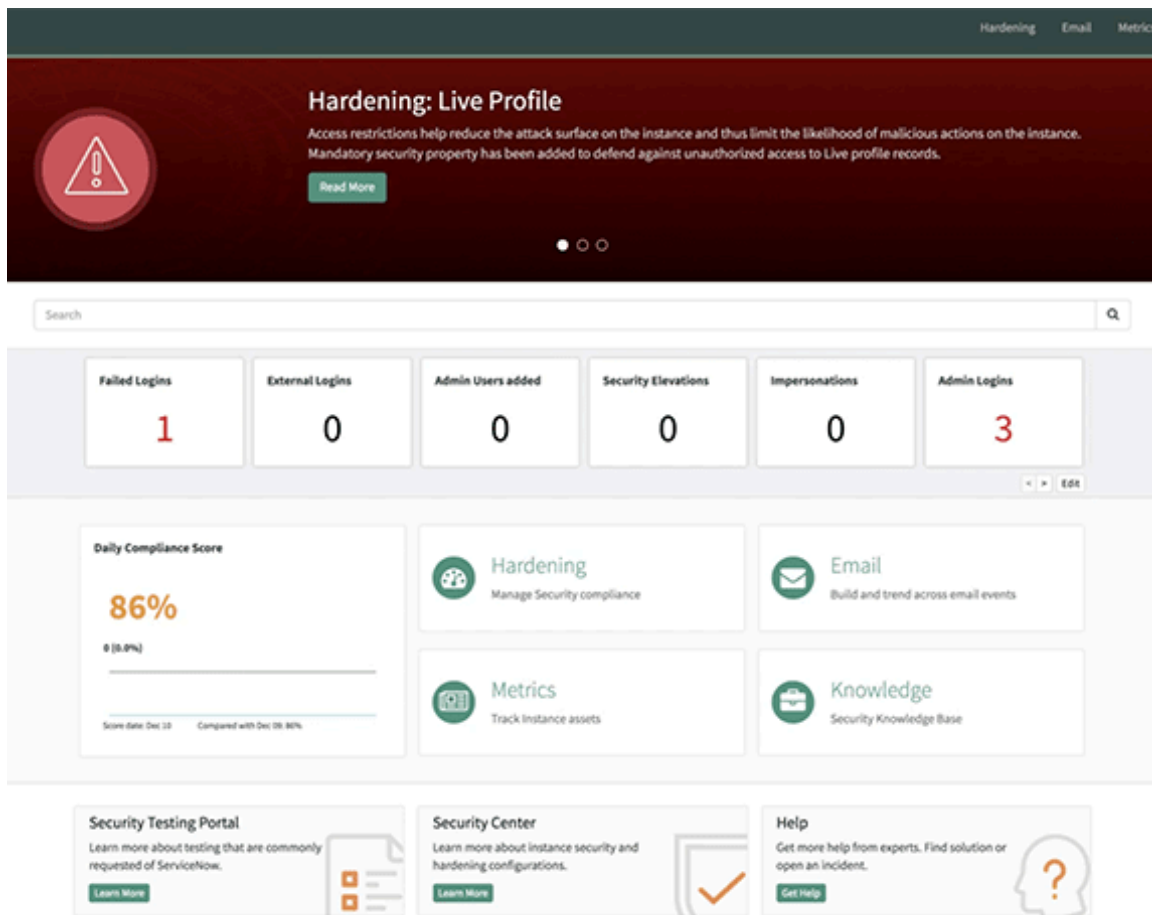 Hardening Email Metrics
Hardening: Live Profile
Access restrictions help reduce the attack surface on the instance and thus limit the likelihood of malicious actions on the instance.
Mandatory security property has been added to defend against unauthorized access to Live profile records.
Read More
Search
Failed Logins
1
External Logins
0
Admin Users added
0
Security Elevations
0
Impersonations
0
Admin Logins
3
< > Edit
Daily Compliance Score
86%
0 (0.0%)
Score date: Dec 10 Compared with Dec 09: 86%
Hardening
Manage Security compliance
Email
Build and trend across email events
Metrics
Track Instance assets
Knowledge
Security Knowledge Base
Security Testing Portal
Learn more about testing that are commonly
requested of ServiceNow.
Learn More
Security Center
Learn more about instance security and
hardening configurations.
Learn More
Help
Get more help from experts. Find solution or
open an incident.
Get Help